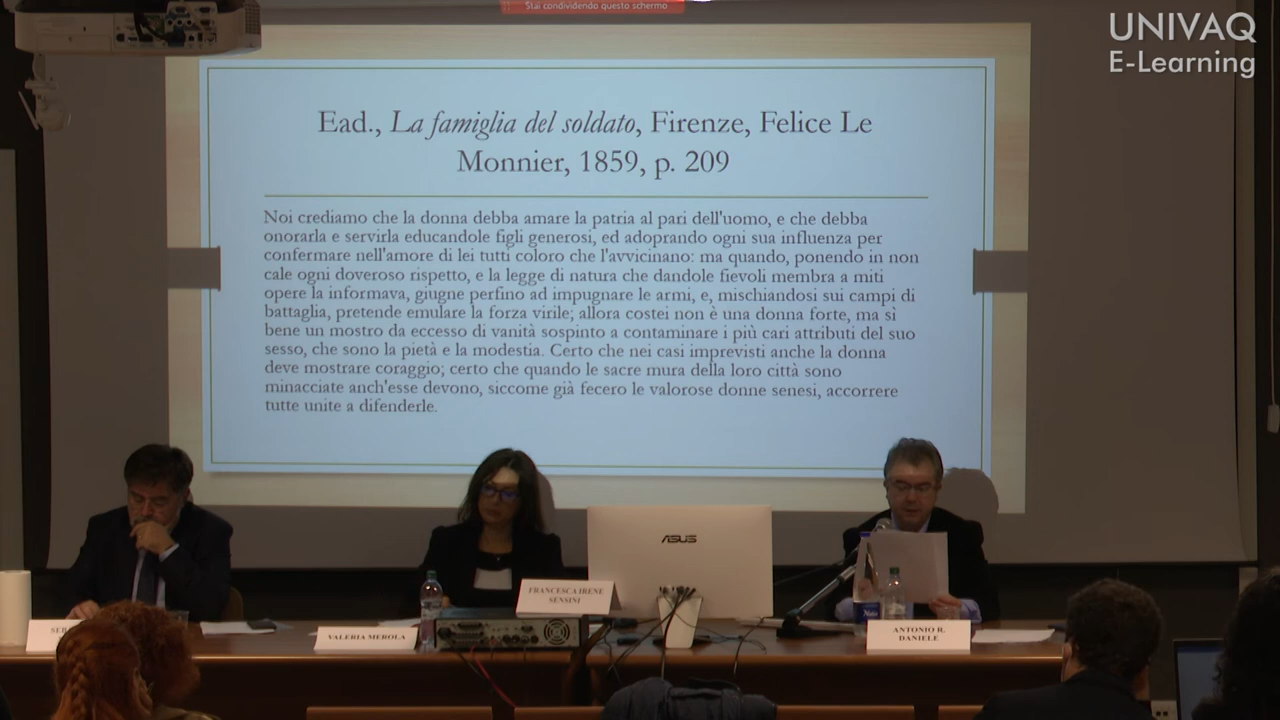 Stai condividendo questo schermo
UNIVAQ
E-Learning
Ead., La famiglia del soldato, Firenze, Felice Le
Monnier, 1859, p. 209
Noi crediamo che la donna debba amare la patria al pari dell'uomo, e che debba
onorarla e servirla educandole figli generosi, ed adoprando ogni sua influenza per
confermare nell'amore di lei tutti coloro che l'avvicinano: ma quando, ponendo in non
cale ogni doveroso rispetto, e la legge di natura che dandole fievoli membra a miti
opere la informava, giugne perfino ad impugnare le armi, e, mischiandosi sui campi di
battaglia, pretende emulare la forza virile; allora costei non è una donna forte, ma sì
bene un mostro da eccesso di vanità sospinto a contaminare i più cari attributi del suo
sesso, che sono la pietà e la modestia. Certo che nei casi imprevisti anche la donna
deve mostrare coraggio; certo che quando le sacre mura della loro città sono
minacciate anch'esse devono, siccome già fecero le valorose donne senesi, accorrere
tutte unite a difenderle.
ASUS
FRANCESCA IRENE
SENSINI
VALERIA MEROLA
ANTONIO R.
DANIELE